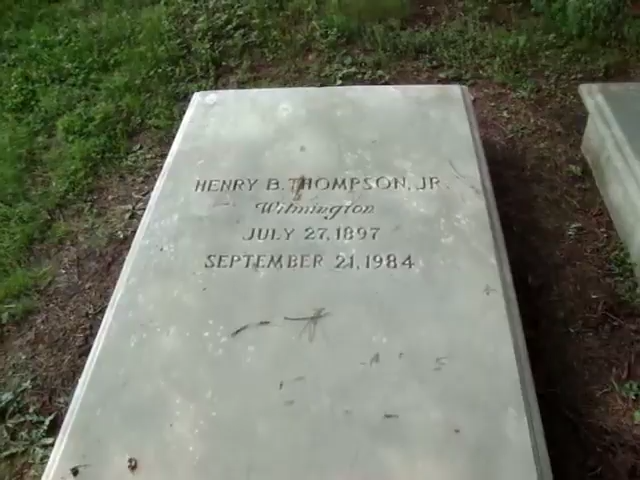 HENRY B. THOMPSON, JR.
Wilmington
JULY 27, 1897
SEPTEMBER 21, 1984